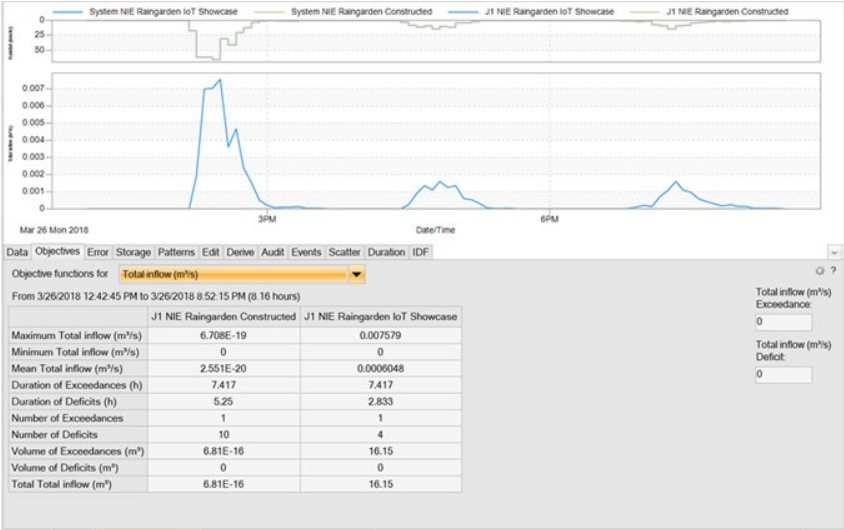 System NIE Raingarden IoT Showcase System NIE Raingarden Constructed J1 NIE Raingarden IoT Showcase J1 NIE Raingarden Constructed
0
25
50
0.007
0.006
0.005
0.004
0.003
0.002
0.001
0
3PM 6PM
Mar 26 Mon 2018 Date/Time
Data Objectives Error Storage Patterns Edit Derive Audit Events Scatter Duration IDF
Objective functions for Total inflow (m³/s) ?
From 3/26/2018 12:42:45 PM to 3/26/2018 8:52:15 PM (8.16 hours)
J1 NIE Raingarden Constructed J1 NIE Raingarden IoT Showcase
Maximum Total inflow (m³/s) 6.708E-19 0.007579
Minimum Total inflow (m³/s) 0 0
Mean Total inflow (m³/s) 2.551E-20 0.0006048
Duration of Exceedances (h) 7.417 7.417
Duration of Deficits (h) 5.25 2.833
Number of Exceedances 1 1
Number of Deficits 10 4
Volume of Exceedances (m³) 6.81E-16 16.15
Volume of Deficits (m³) 0 0
Total Total inflow (m³) 6.81E-16 16.15
Total inflow (m³/s)
Exceedance:
0
Total inflow (m³/s)
Deficit:
0